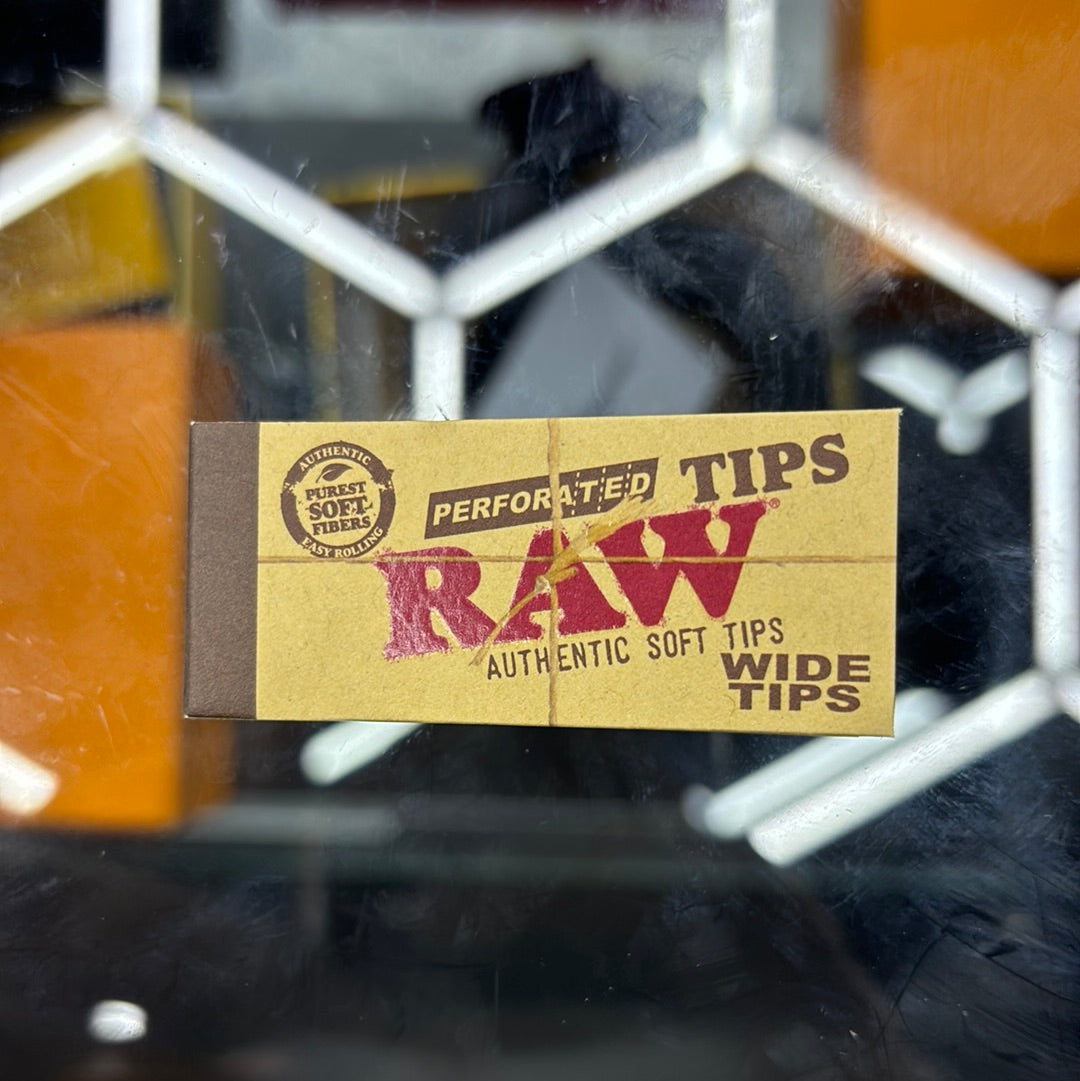 AUTHENTIC
PUREST
SOFT
FIBERS
EASY ROLLING
PERFORATED TIPS
RAW®
AUTHENTIC SOFT TIPS
WIDE
TIPS